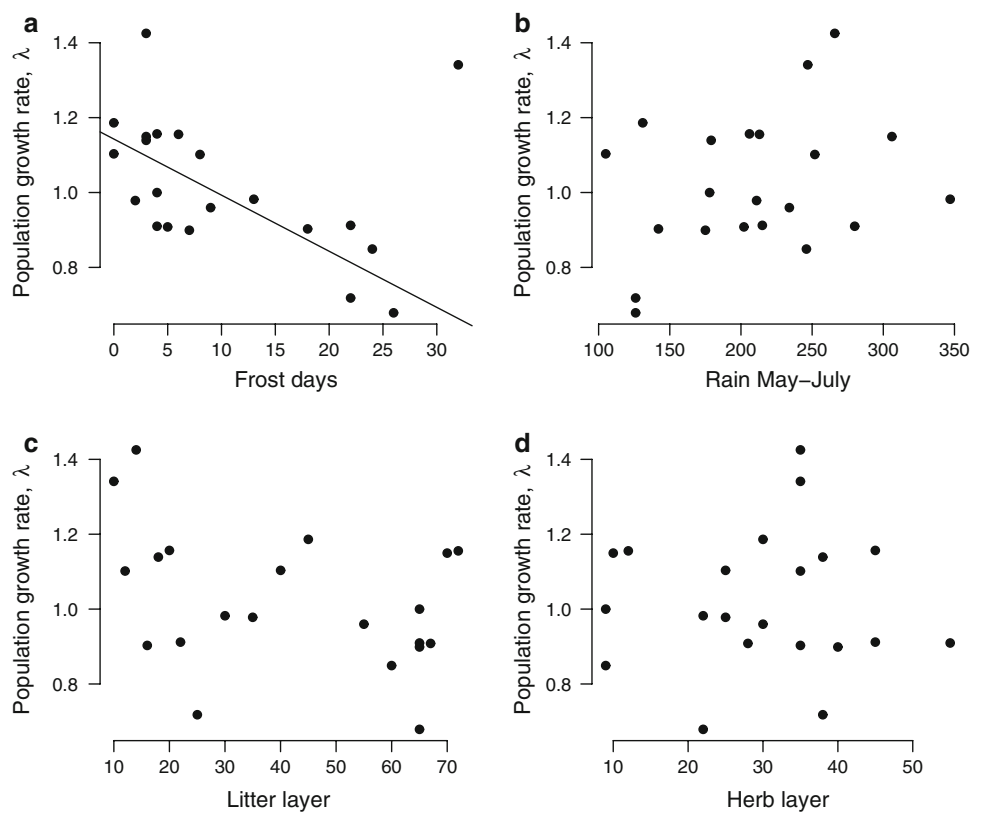 a
Population growth rate, λ
1.4
1.2
1.0
0.8
0 5 10 15 20 25 30
Frost days
b
Population growth rate, λ
1.4
1.2
1.0
0.8
100 150 200 250 300 350
Rain May–July
c
Population growth rate, λ
1.4
1.2
1.0
0.8
10 20 30 40 50 60 70
Litter layer
d
Population growth rate, λ
1.4
1.2
1.0
0.8
10 20 30 40 50
Herb layer